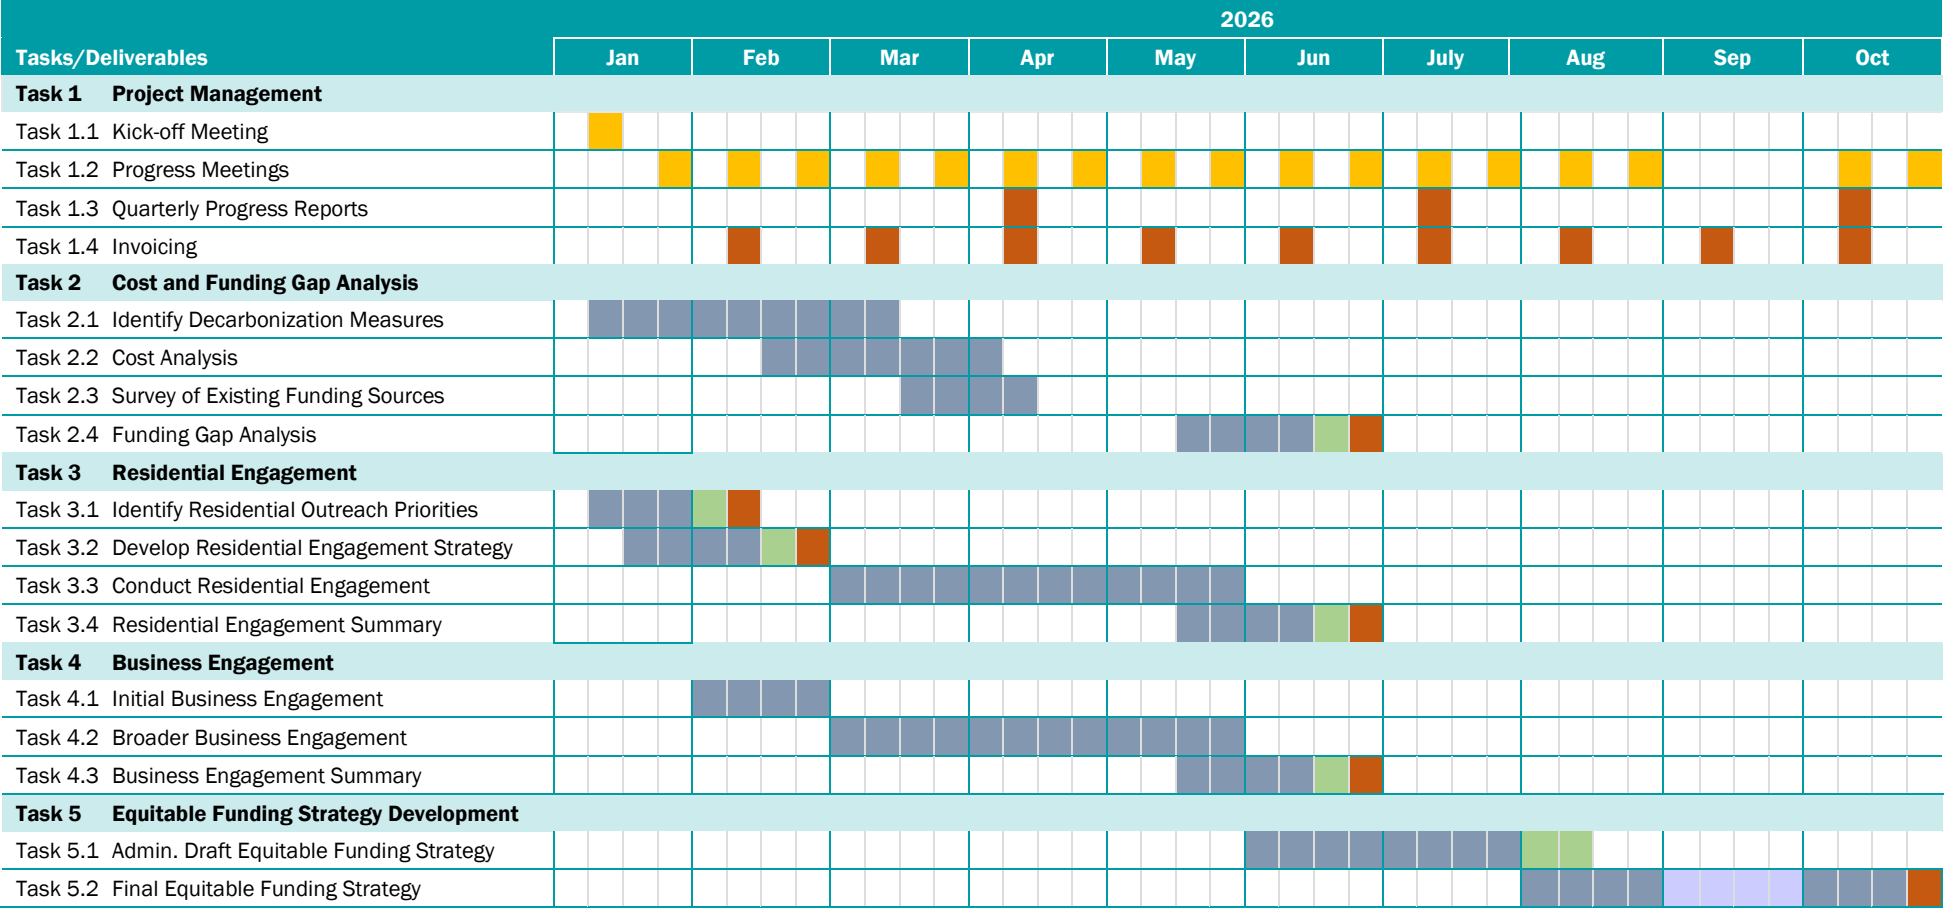 2026
Tasks/Deliverables Jan Feb Mar Apr May Jun July Aug Sep Oct
Task 1 Project Management
Task 1.1 Kick-off Meeting
Task 1.2 Progress Meetings
Task 1.3 Quarterly Progress Reports
Task 1.4 Invoicing
Task 2 Cost and Funding Gap Analysis
Task 2.1 Identify Decarbonization Measures
Task 2.2 Cost Analysis
Task 2.3 Survey of Existing Funding Sources
Task 2.4 Funding Gap Analysis
Task 3 Residential Engagement
Task 3.1 Identify Residential Outreach Priorities
Task 3.2 Develop Residential Engagement Strategy
Task 3.3 Conduct Residential Engagement
Task 3.4 Residential Engagement Summary
Task 4 Business Engagement
Task 4.1 Initial Business Engagement
Task 4.2 Broader Business Engagement
Task 4.3 Business Engagement Summary
Task 5 Equitable Funding Strategy Development
Task 5.1 Admin. Draft Equitable Funding Strategy
Task 5.2 Final Equitable Funding Strategy